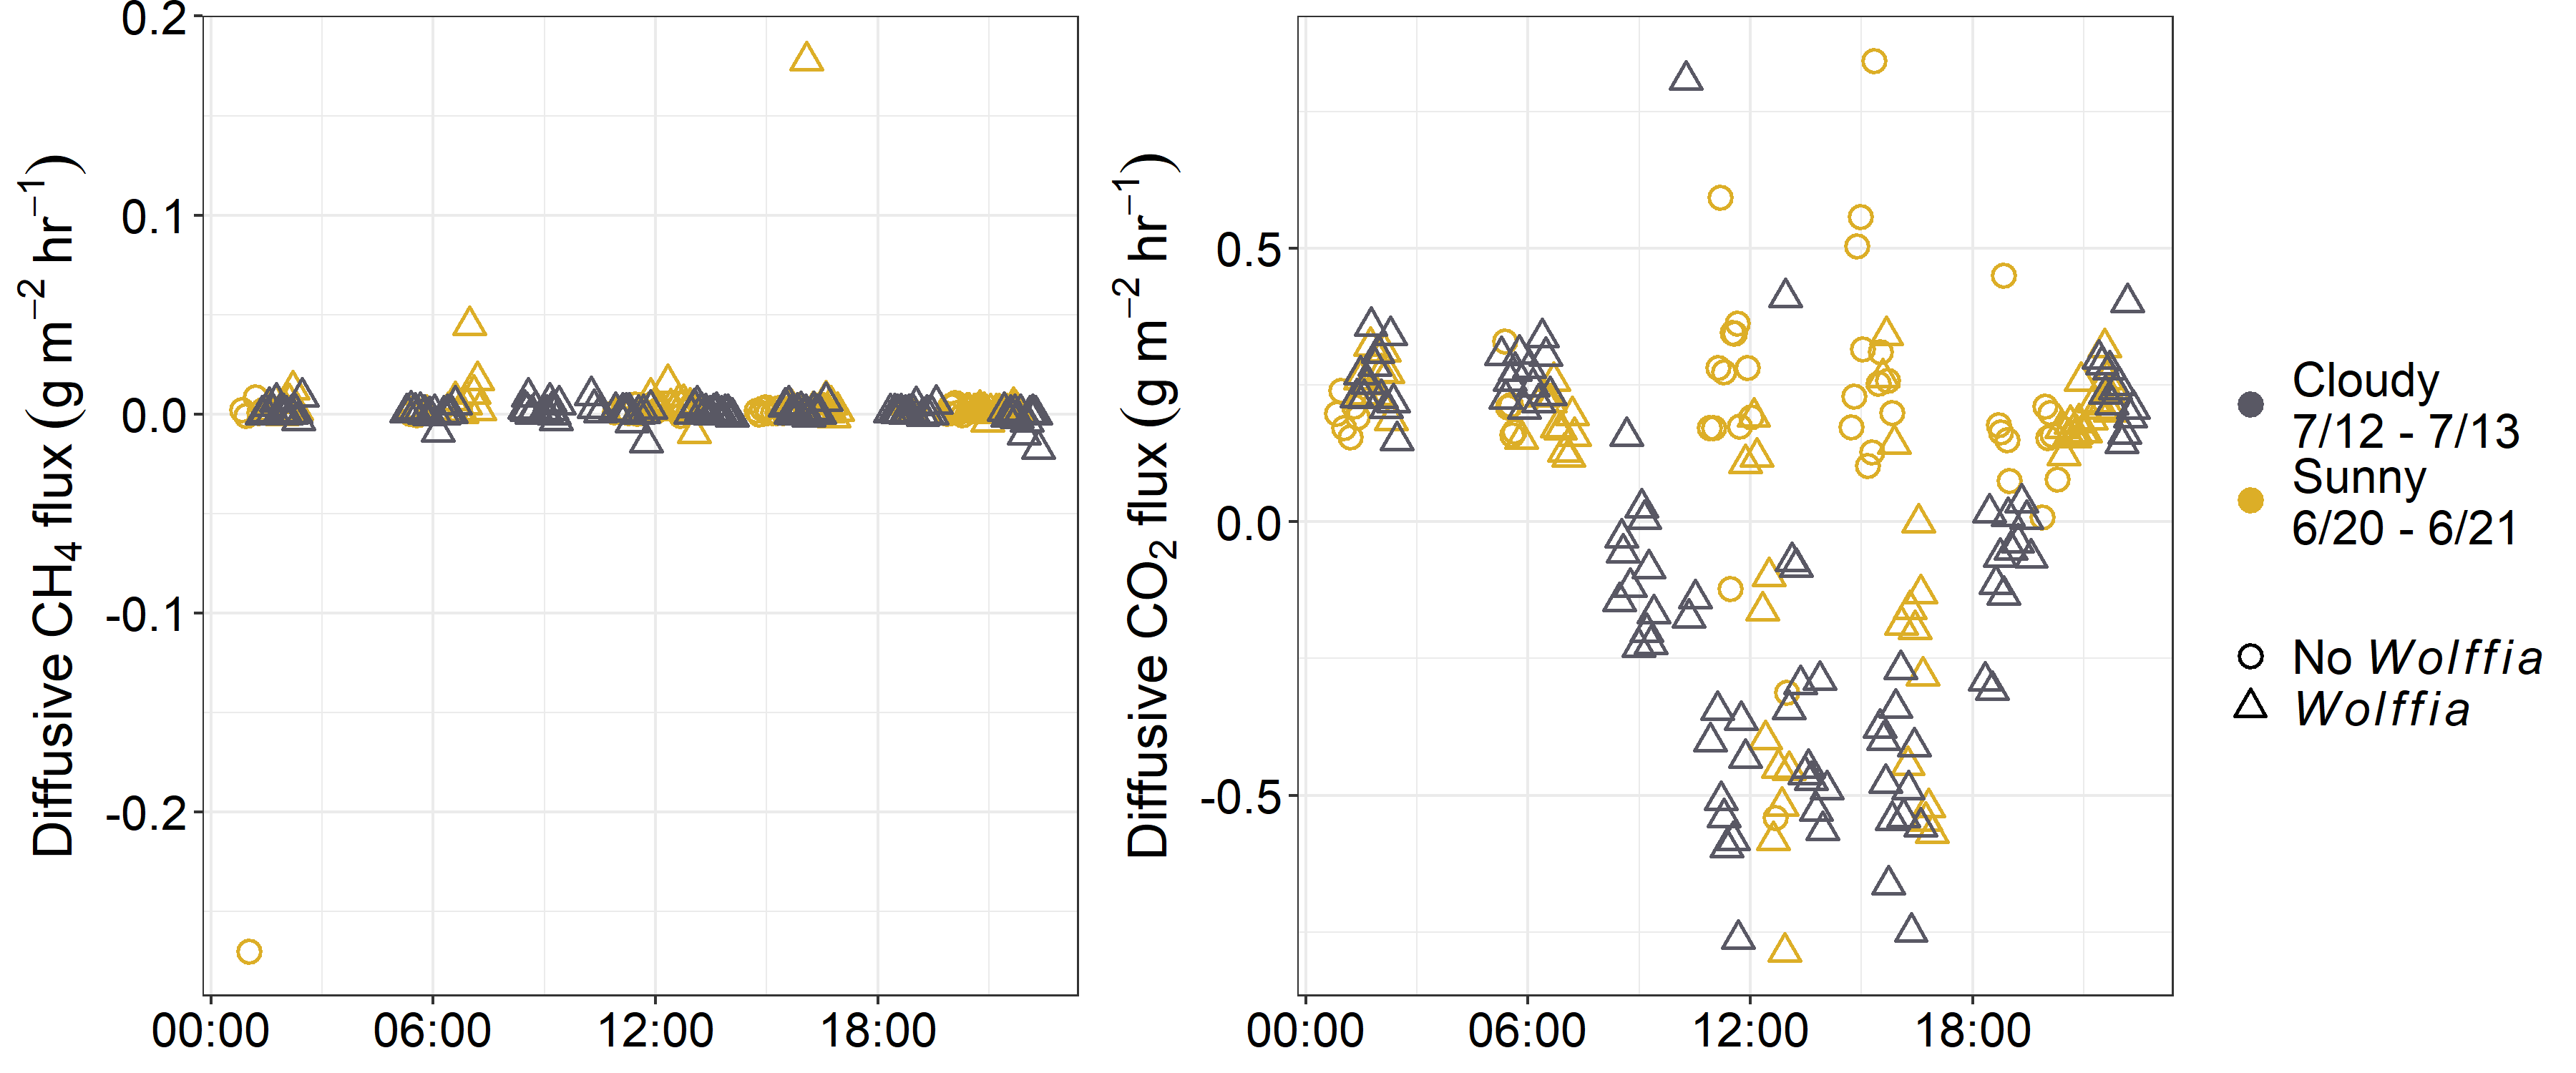 Diffusive CH₄ flux (g m⁻² hr⁻¹)
0.2
0.1
0.0
-0.1
-0.2
00:00 06:00 12:00 18:00
Diffusive CO₂ flux (g m⁻² hr⁻¹)
0.5
0.0
-0.5
00:00 06:00 12:00 18:00
Cloudy
7/12 - 7/13
Sunny
6/20 - 6/21
No Wolffia
Wolffia